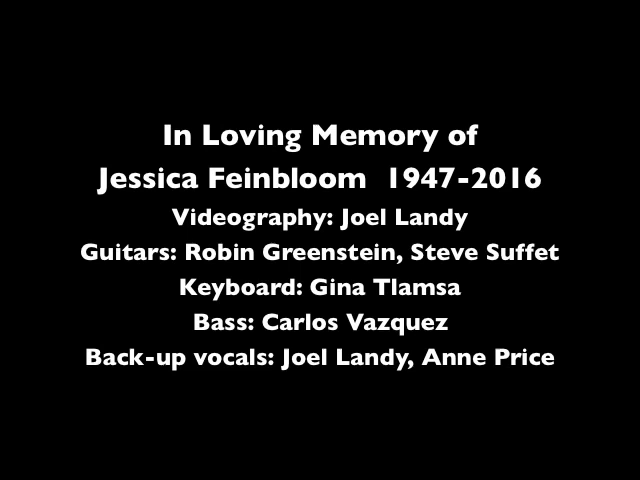 In Loving Memory of
Jessica Feinbloom  1947-2016
Videography: Joel Landy
Guitars: Robin Greenstein, Steve Suffet
Keyboard: Gina Tlamsa
Bass: Carlos Vazquez
Back-up vocals: Joel Landy, Anne Price